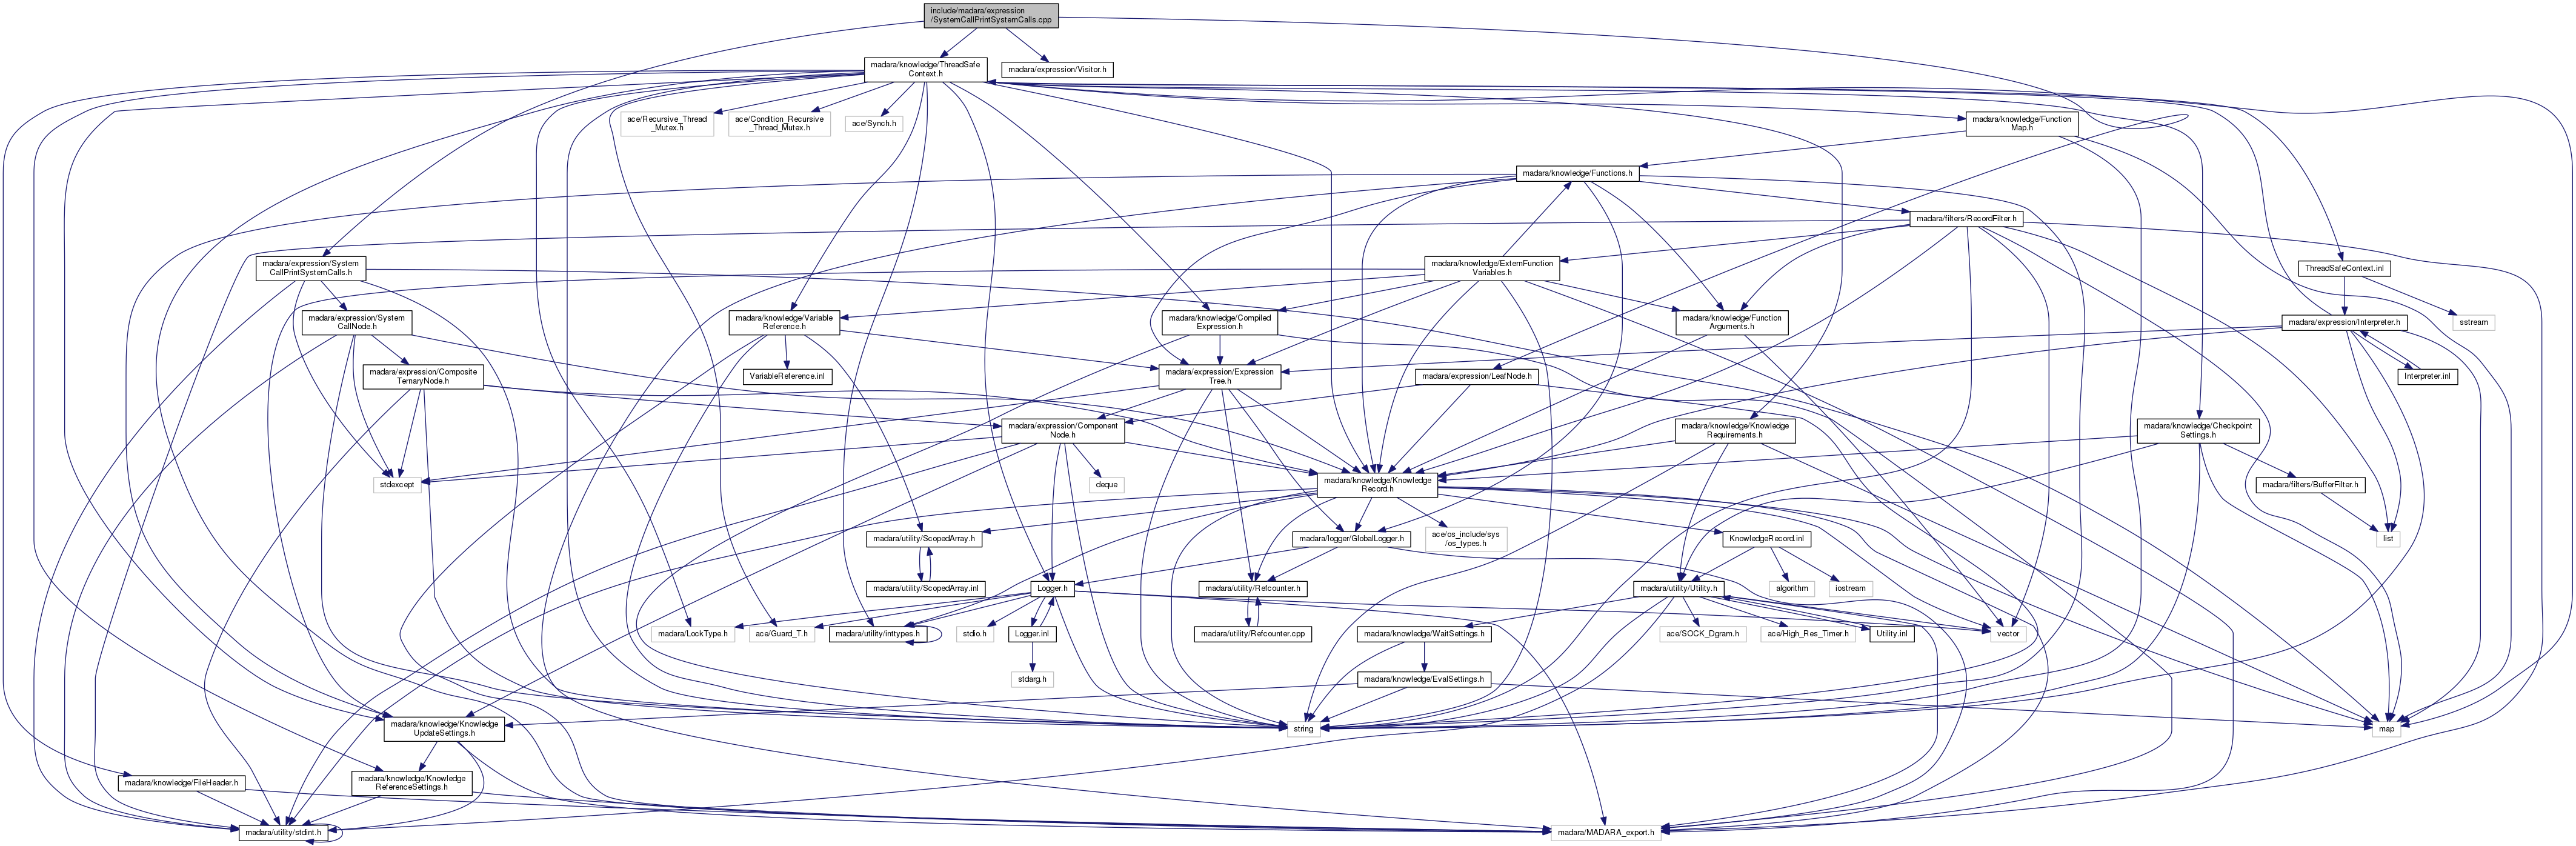 include/madara/expression
/SystemCallPrintSystemCalls.cpp
madara/knowledge/ThreadSafe
Context.h
madara/expression/Visitor.h
ace/Recursive_Thread
_Mutex.h
ace/Condition_Recursive
_Thread_Mutex.h
ace/Synch.h
madara/knowledge/Function
Map.h
madara/knowledge/Functions.h
madara/filters/RecordFilter.h
madara/expression/System
CallPrintSystemCalls.h
madara/knowledge/ExternFunction
Variables.h
ThreadSafeContext.inl
madara/expression/System
CallNode.h
madara/knowledge/Variable
Reference.h
madara/knowledge/Compiled
Expression.h
madara/knowledge/Function
Arguments.h
madara/expression/Interpreter.h
sstream
madara/expression/Composite
TernaryNode.h
VariableReference.inl
madara/expression/Expression
Tree.h
madara/expression/LeafNode.h
Interpreter.inl
madara/expression/Component
Node.h
madara/knowledge/Knowledge
Requirements.h
madara/knowledge/Checkpoint
Settings.h
stdexcept
deque
madara/knowledge/Knowledge
Record.h
madara/filters/BufferFilter.h
madara/utility/ScopedArray.h
madara/logger/GlobalLogger.h
ace/os_include/sys
/os_types.h
KnowledgeRecord.inl
list
madara/utility/ScopedArray.inl
Logger.h
madara/utility/Refcounter.h
madara/utility/Utility.h
algorithm
iostream
madara/LockType.h
ace/Guard_T.h
madara/utility/inttypes.h
stdio.h
Logger.inl
madara/utility/Refcounter.cpp
madara/knowledge/WaitSettings.h
ace/SOCK_Dgram.h
ace/High_Res_Timer.h
Utility.inl
vector
stdarg.h
madara/knowledge/EvalSettings.h
madara/knowledge/Knowledge
UpdateSettings.h
string
map
madara/knowledge/FileHeader.h
madara/knowledge/Knowledge
ReferenceSettings.h
madara/utility/stdint.h
madara/MADARA_export.h